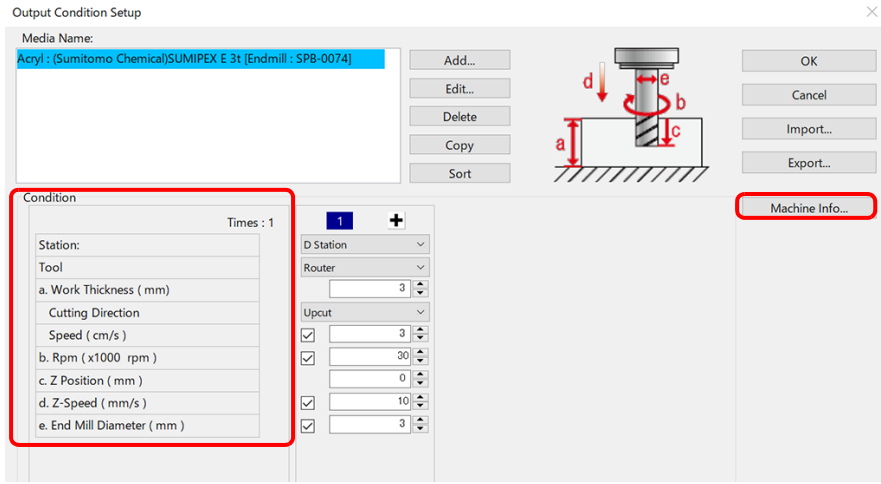 Output Condition Setup
Media Name:
Acryl : (Sumitomo Chemical)SUMIPEX E 3t [Endmill : SPB-0074]
Add...
Edit...
Delete
Copy
Sort
d
e
b
c
a
OK
Cancel
Import...
Export...
Machine Info...
Condition
Times : 1
1
Station:
D Station
Tool
Router
a. Work Thickness ( mm)
3
Cutting Direction
Upcut
Speed ( cm/s )
3
b. Rpm ( x1000 rpm )
30
c. Z Position ( mm )
0
d. Z-Speed ( mm/s )
10
e. End Mill Diameter ( mm )
3